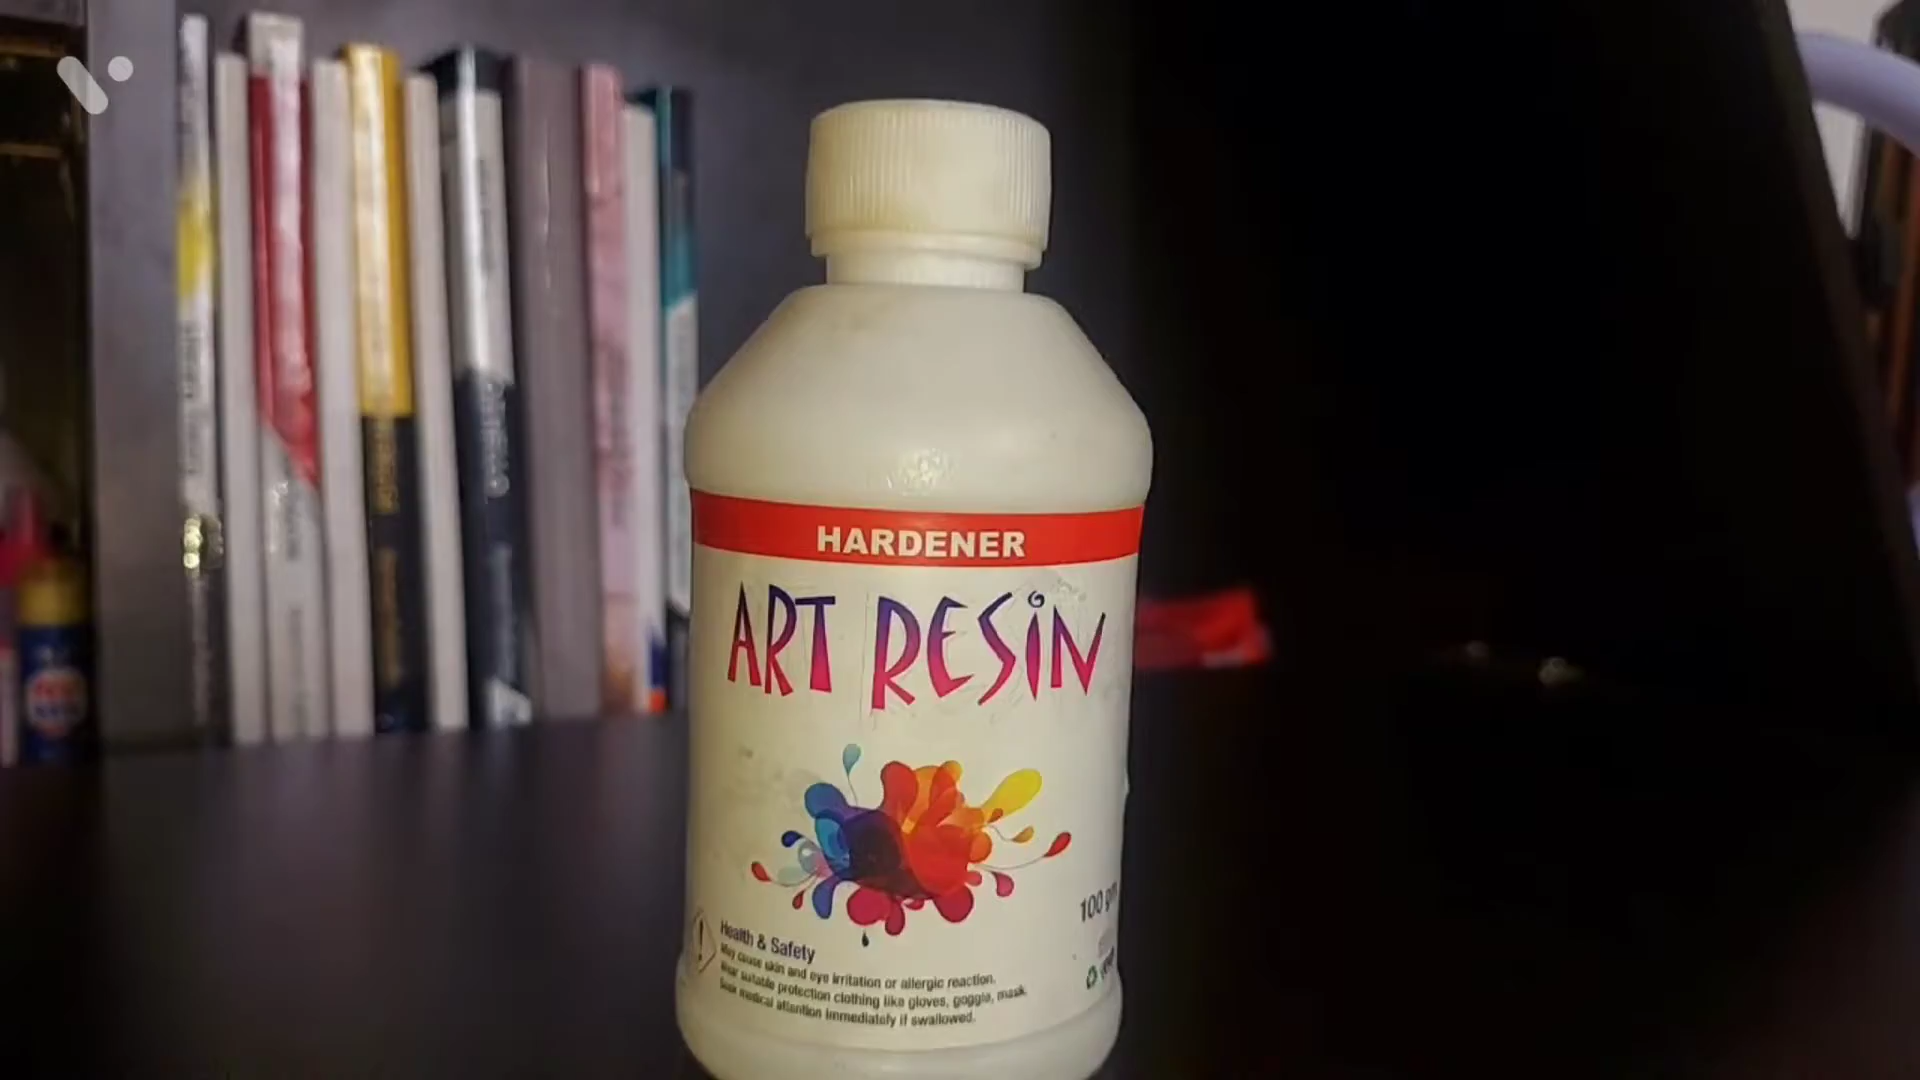 HARDENER
ART RESiN
100 gm
Health & Safety
May cause skin and eye irritation or allergic reaction.
Wear suitable protection clothing like gloves, goggle, mask
Seek medical attention immediately if swallowed.